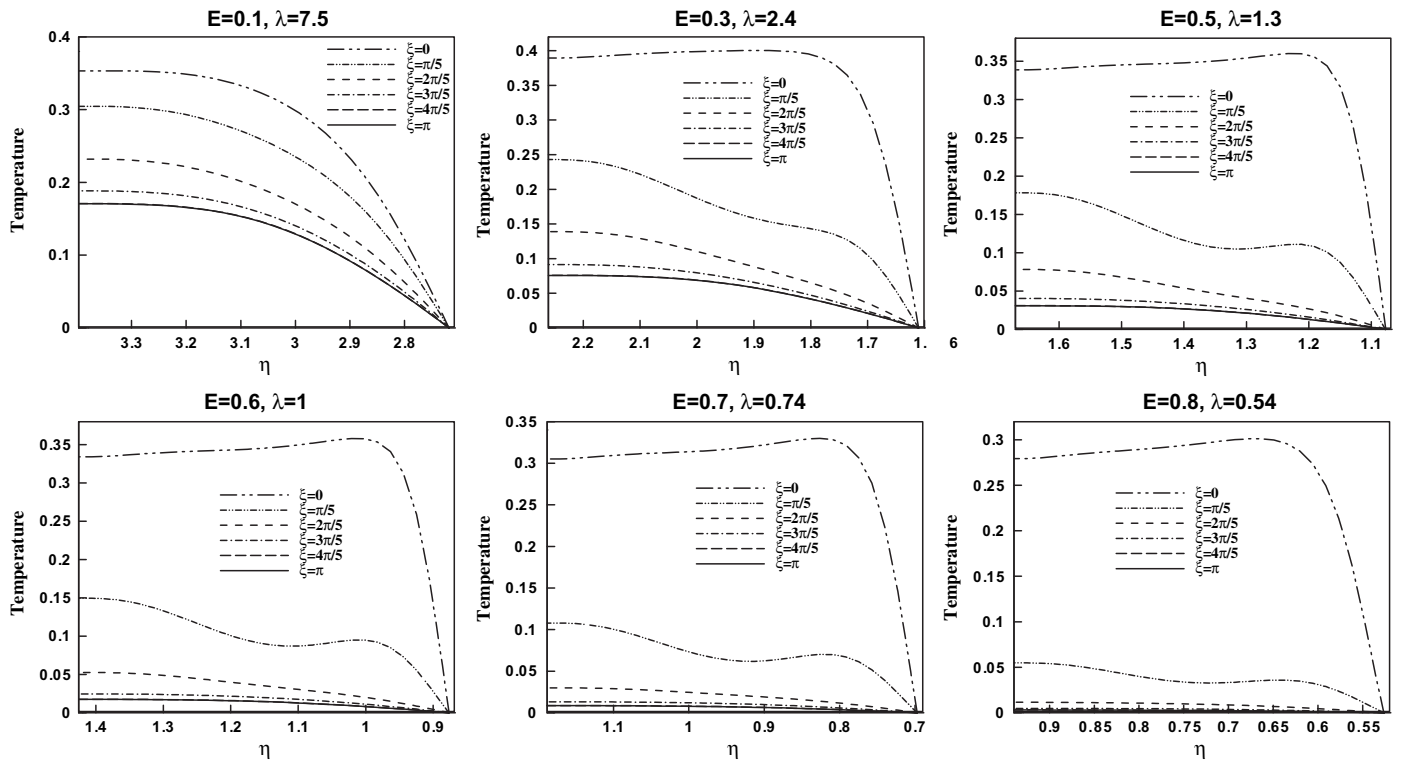 E=0.1, λ=7.5
0.4
0.3
0.2
0.1
0
Temperature
ξ=0
ξ=π/5
ξ=2π/5
ξ=3π/5
ξ=4π/5
ξ=π
3.3 3.2 3.1 3 2.9 2.8
η
E=0.3, λ=2.4
0.4
0.35
0.3
0.25
0.2
0.15
0.1
0.05
0
Temperature
ξ=0
ξ=π/5
ξ=2π/5
ξ=3π/5
ξ=4π/5
ξ=π
2.2 2.1 2 1.9 1.8 1.7 1. 6
η
E=0.5, λ=1.3
0.35
0.3
0.25
0.2
0.15
0.1
0.05
0
Temperature
ξ=0
ξ=π/5
ξ=2π/5
ξ=3π/5
ξ=4π/5
ξ=π
1.6 1.5 1.4 1.3 1.2 1.1
η
E=0.6, λ=1
0.35
0.3
0.25
0.2
0.15
0.1
0.05
0
Temperature
ξ=0
ξ=π/5
ξ=2π/5
ξ=3π/5
ξ=4π/5
ξ=π
1.4 1.3 1.2 1.1 1 0.9
η
E=0.7, λ=0.74
0.35
0.3
0.25
0.2
0.15
0.1
0.05
0
Temperature
ξ=0
ξ=π/5
ξ=2π/5
ξ=3π/5
ξ=4π/5
ξ=π
1.1 1 0.9 0.8 0.7
η
E=0.8, λ=0.54
0.3
0.25
0.2
0.15
0.1
0.05
0
Temperature
ξ=0
ξ=π/5
ξ=2π/5
ξ=3π/5
ξ=4π/5
ξ=π
0.9 0.85 0.8 0.75 0.7 0.65 0.6 0.55
η